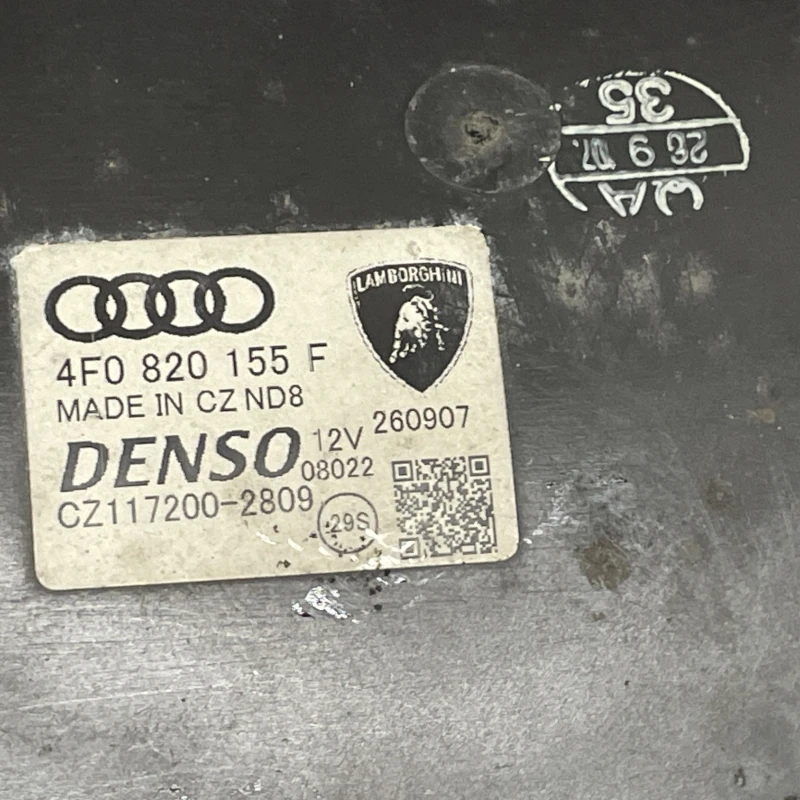 LAMBORGHINI
4F0 820 155 F
MADE IN CZ ND8
260907
DENSO 12V
08022
CZ117200-2809
29S
QA
26 9 '07.
35